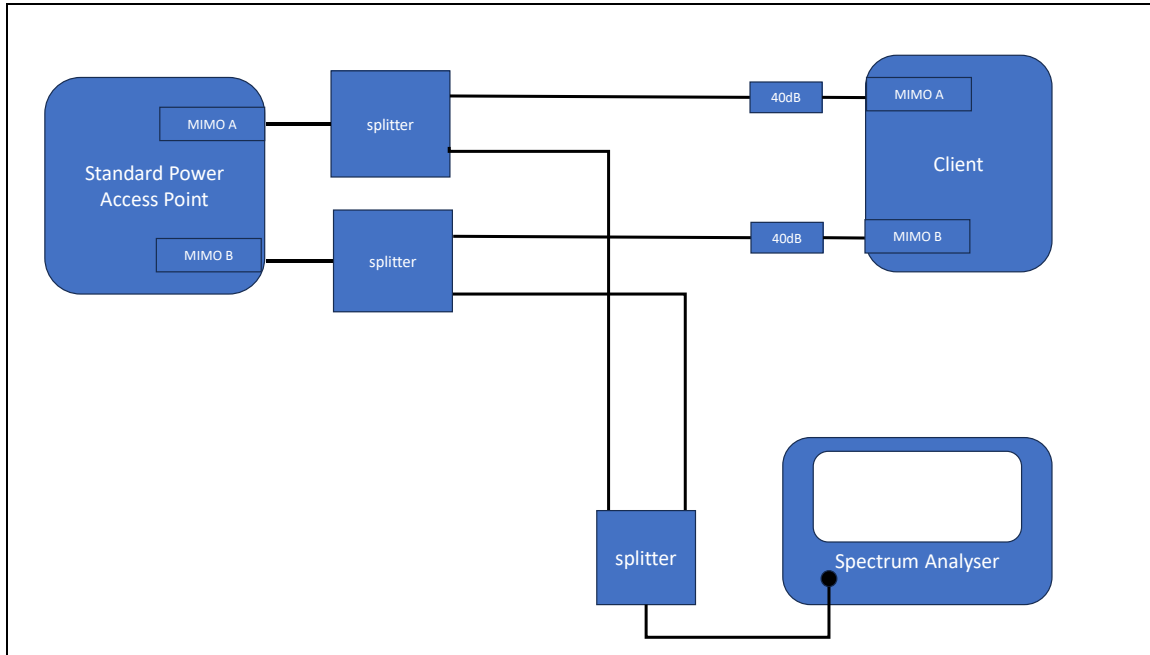 MIMO A
splitter
40dB
MIMO A
Standard Power
Access Point
Client
MIMO B
splitter
40dB
MIMO B
splitter
Spectrum Analyser